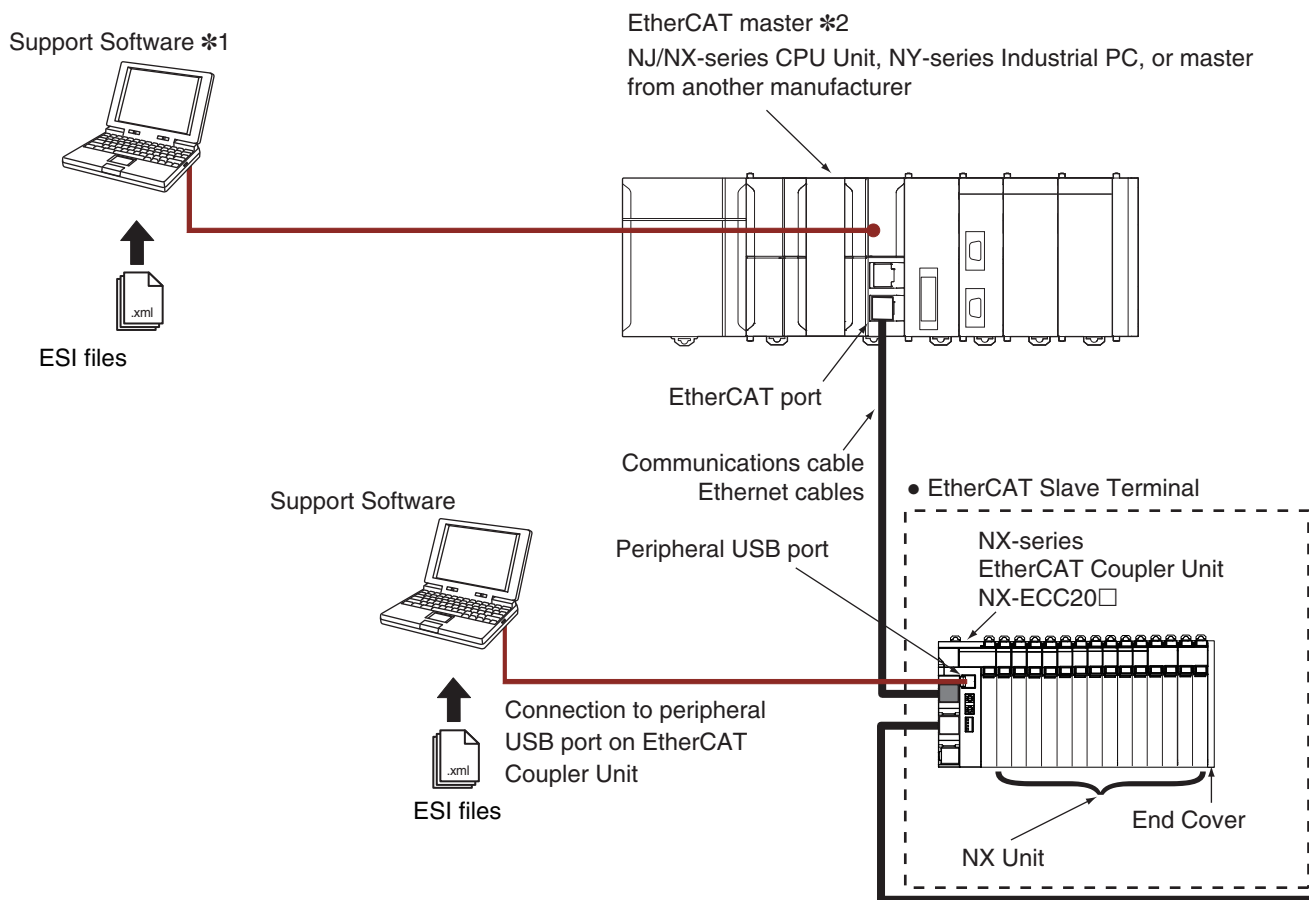 EtherCAT master ✻2
NJ/NX-series CPU Unit, NY-series Industrial PC, or master
from another manufacturer
Support Software ✻1
.xml
ESI files
EtherCAT port
Communications cable
Ethernet cables
● EtherCAT Slave Terminal
Support Software
Peripheral USB port
NX-series
EtherCAT Coupler Unit
NX-ECC20□
Connection to peripheral
USB port on EtherCAT
Coupler Unit
.xml
ESI files
End Cover
NX Unit